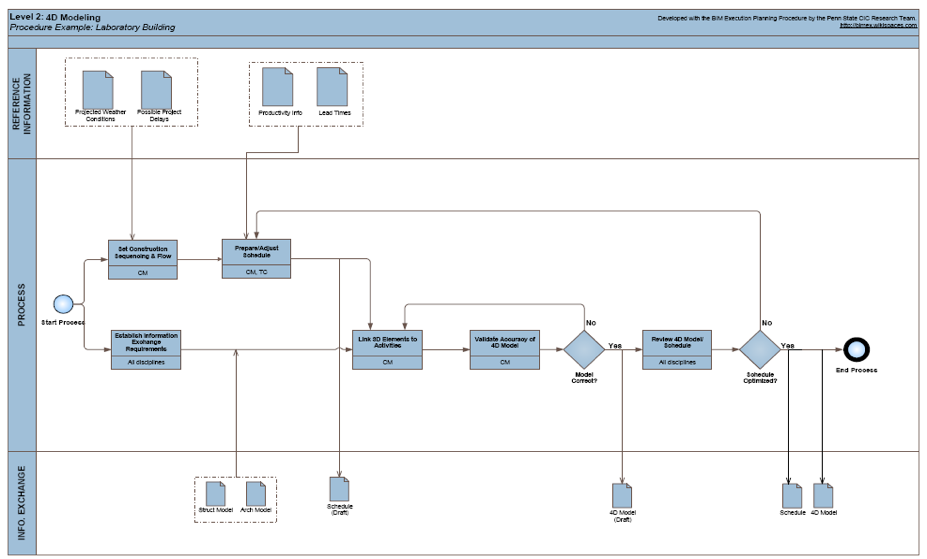 Level 2: 4D Modeling
Procedure Example: Laboratory Building
Developed with the BIM Execution Planning Procedure by the Penn State CIC Research Team.
http://bimex.wikispaces.com
REFERENCE
INFORMATION
Projected Weather
Conditions
Possible Project
Delays
Productivity Info
Lead Times
PROCESS
Start Process
Set Construction
Sequencing & Flow
CM
Prepare/Adjust
Schedule
CM, TC
Establish Information
Exchange
Requirements
All disciplines
Link 3D Elements to
Activities
CM
Validate Accuracy of
4D Model
CM
No
Yes
Model
Correct?
Review 4D Model/
Schedule
All disciplines
No
Yes
Schedule
Optimized?
End Process
INFO. EXCHANGE
Struct Model
Arch Model
Schedule
(Draft)
4D Model
(Draft)
Schedule
4D Model